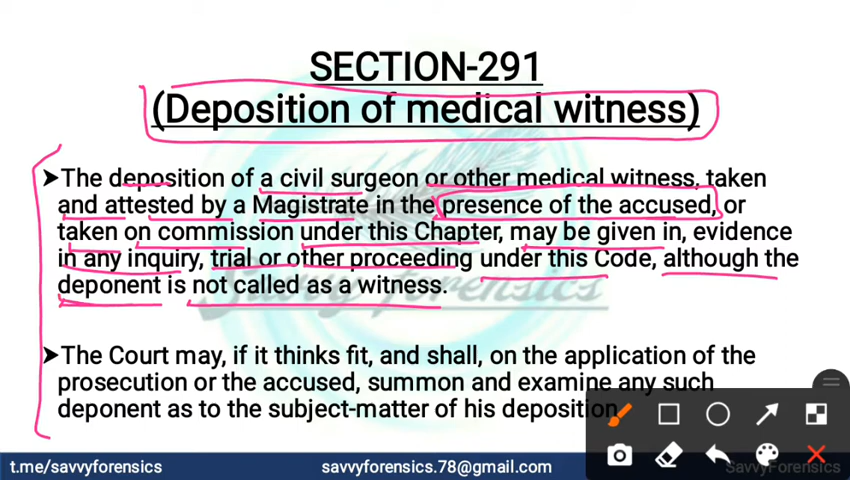 SECTION-291
(Deposition of medical witness)
➤The deposition of a civil surgeon or other medical witness, taken
and attested by a Magistrate in the presence of the accused, or
taken on commission under this Chapter, may be given in, evidence
in any inquiry, trial or other proceeding under this Code, although the
deponent is not called as a witness.
Savvy forensics
➤The Court may, if it thinks fit, and shall, on the application of the
prosecution or the accused, summon and examine any such
deponent as to the subject-matter of his deposition
t.me/savvyforensics savvyforensics.78@gmail.com SavvyForensics